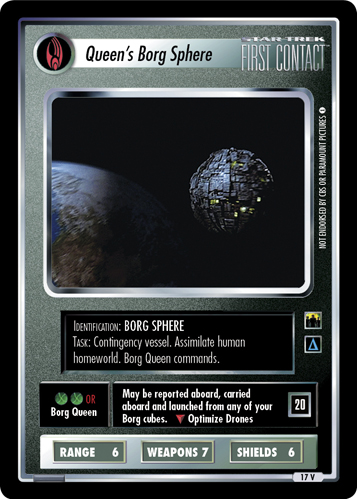 Queen's Borg Sphere
STAR TREK
FIRST CONTACT™
NOT ENDORSED BY CBS OR PARAMOUNT PICTURES
IDENTIFICATION: BORG SPHERE
TASK: Contingency vessel. Assimilate human
homeworld. Borg Queen commands.
OR
Borg Queen
May be reported aboard, carried
aboard and launched from any of your
Borg cubes. ▼ Optimize Drones
20
RANGE 6
WEAPONS 7
SHIELDS 6
17 V